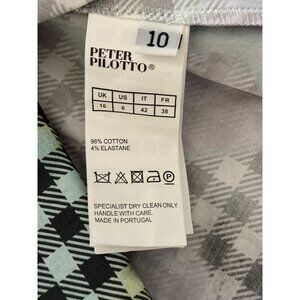 10
PETER
PILOTTO®
UK US IT FR
10 6 42 38
96% COTTON
4% ELASTANE
SPECIALIST DRY CLEAN ONLY.
HANDLE WITH CARE.
MADE IN PORTUGAL